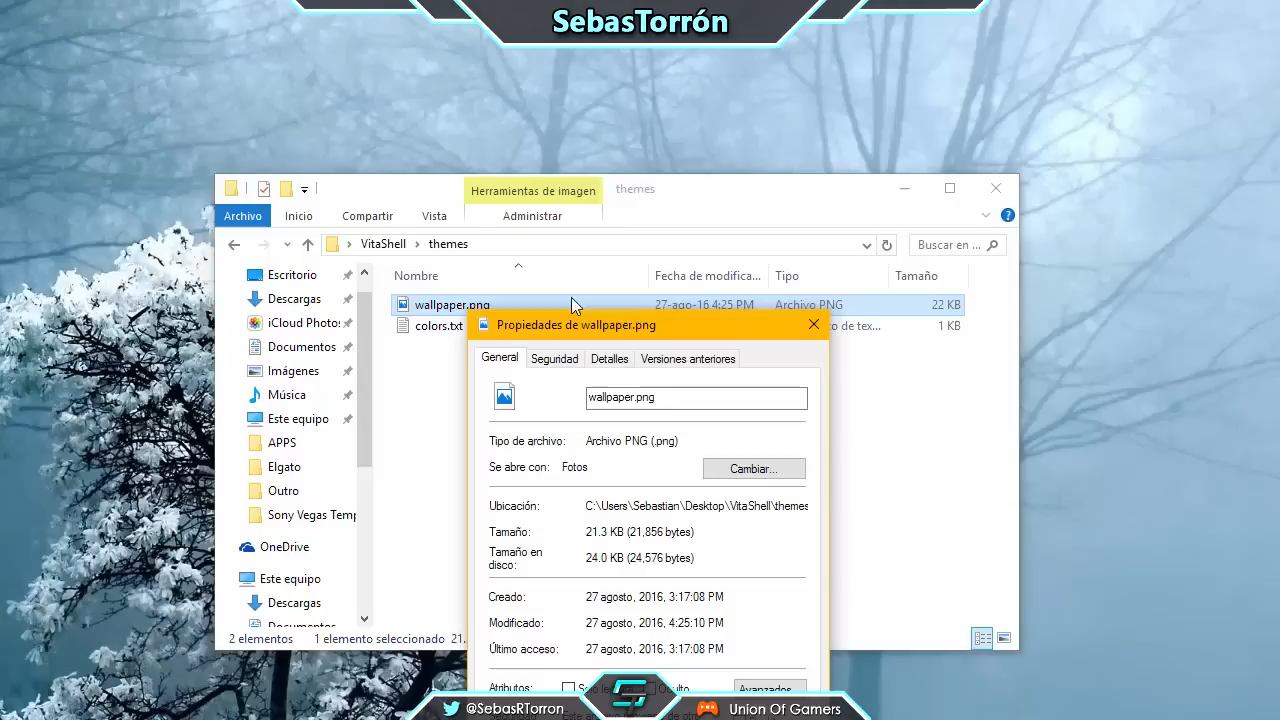 SebasTorrón
Herramientas de imagen
themes
Archivo
Inicio
Compartir
Vista
Administrar
VitaShell
themes
Buscar en ...
Escritorio
Descargas
iCloud Photos
Documentos
Imágenes
Música
Este equipo
APPS
Elgato
Outro
Sony Vegas Temp
OneDrive
Este equipo
Descargas
Documentos
Nombre
Fecha de modifica...
Tipo
Tamaño
wallpaper.png
27-ago-16 4:25 PM
Archivo PNG
22 KB
colors.txt
o de tex...
1 KB
Propiedades de wallpaper.png
General
Seguridad
Detalles
Versiones anteriores
wallpaper.png
Tipo de archivo:
Archivo PNG (.png)
Se abre con:
Fotos
Cambiar...
Ubicación:
C:\Users\Sebastian\Desktop\VitaShell\themes
Tamaño:
21.3 KB (21,856 bytes)
Tamaño en
disco:
24.0 KB (24,576 bytes)
Creado:
27 agosto, 2016, 3:17:08 PM
Modificado:
27 agosto, 2016, 4:25:10 PM
Último acceso:
27 agosto, 2016, 3:17:08 PM
Atributos:
Oculto
Avanzados...
2 elementos
1 elemento seleccionado 21,
@SebasRTorron
Union Of Gamers